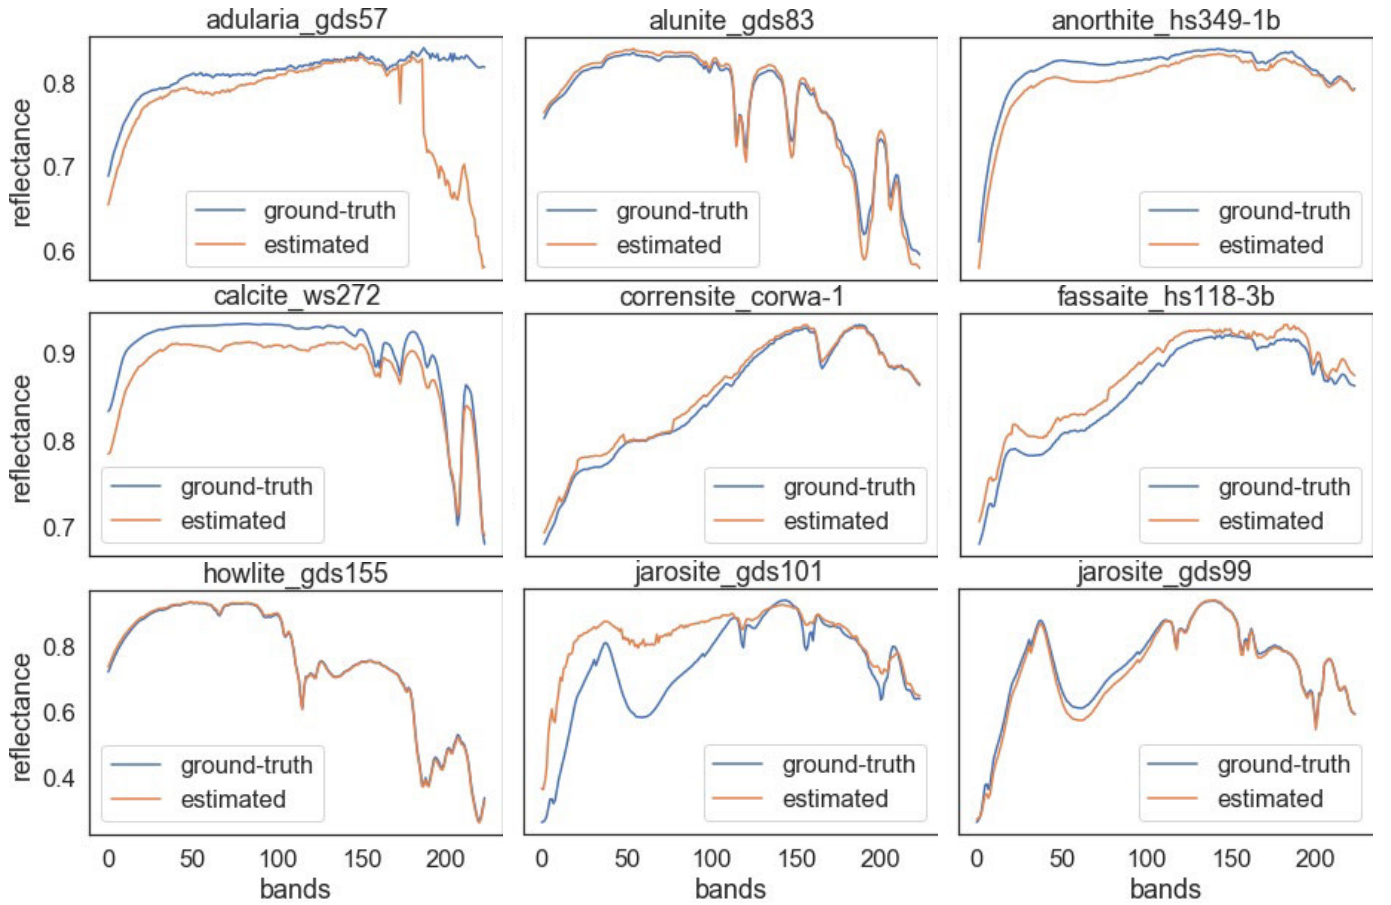 adularia_gds57 alunite_gds83 anorthite_hs349-1b
reflectance
0.8
0.7
0.6
ground-truth
estimated
ground-truth
estimated
ground-truth
estimated
calcite_ws272 corrensite_corwa-1 fassaite_hs118-3b
reflectance
0.9
0.8
0.7
ground-truth
estimated
ground-truth
estimated
ground-truth
estimated
howlite_gds155 jarosite_gds101 jarosite_gds99
reflectance
0.8
0.6
0.4
ground-truth
estimated
ground-truth
estimated
ground-truth
estimated
0 50 100 150 200 0 50 100 150 200 0 50 100 150 200
bands bands bands